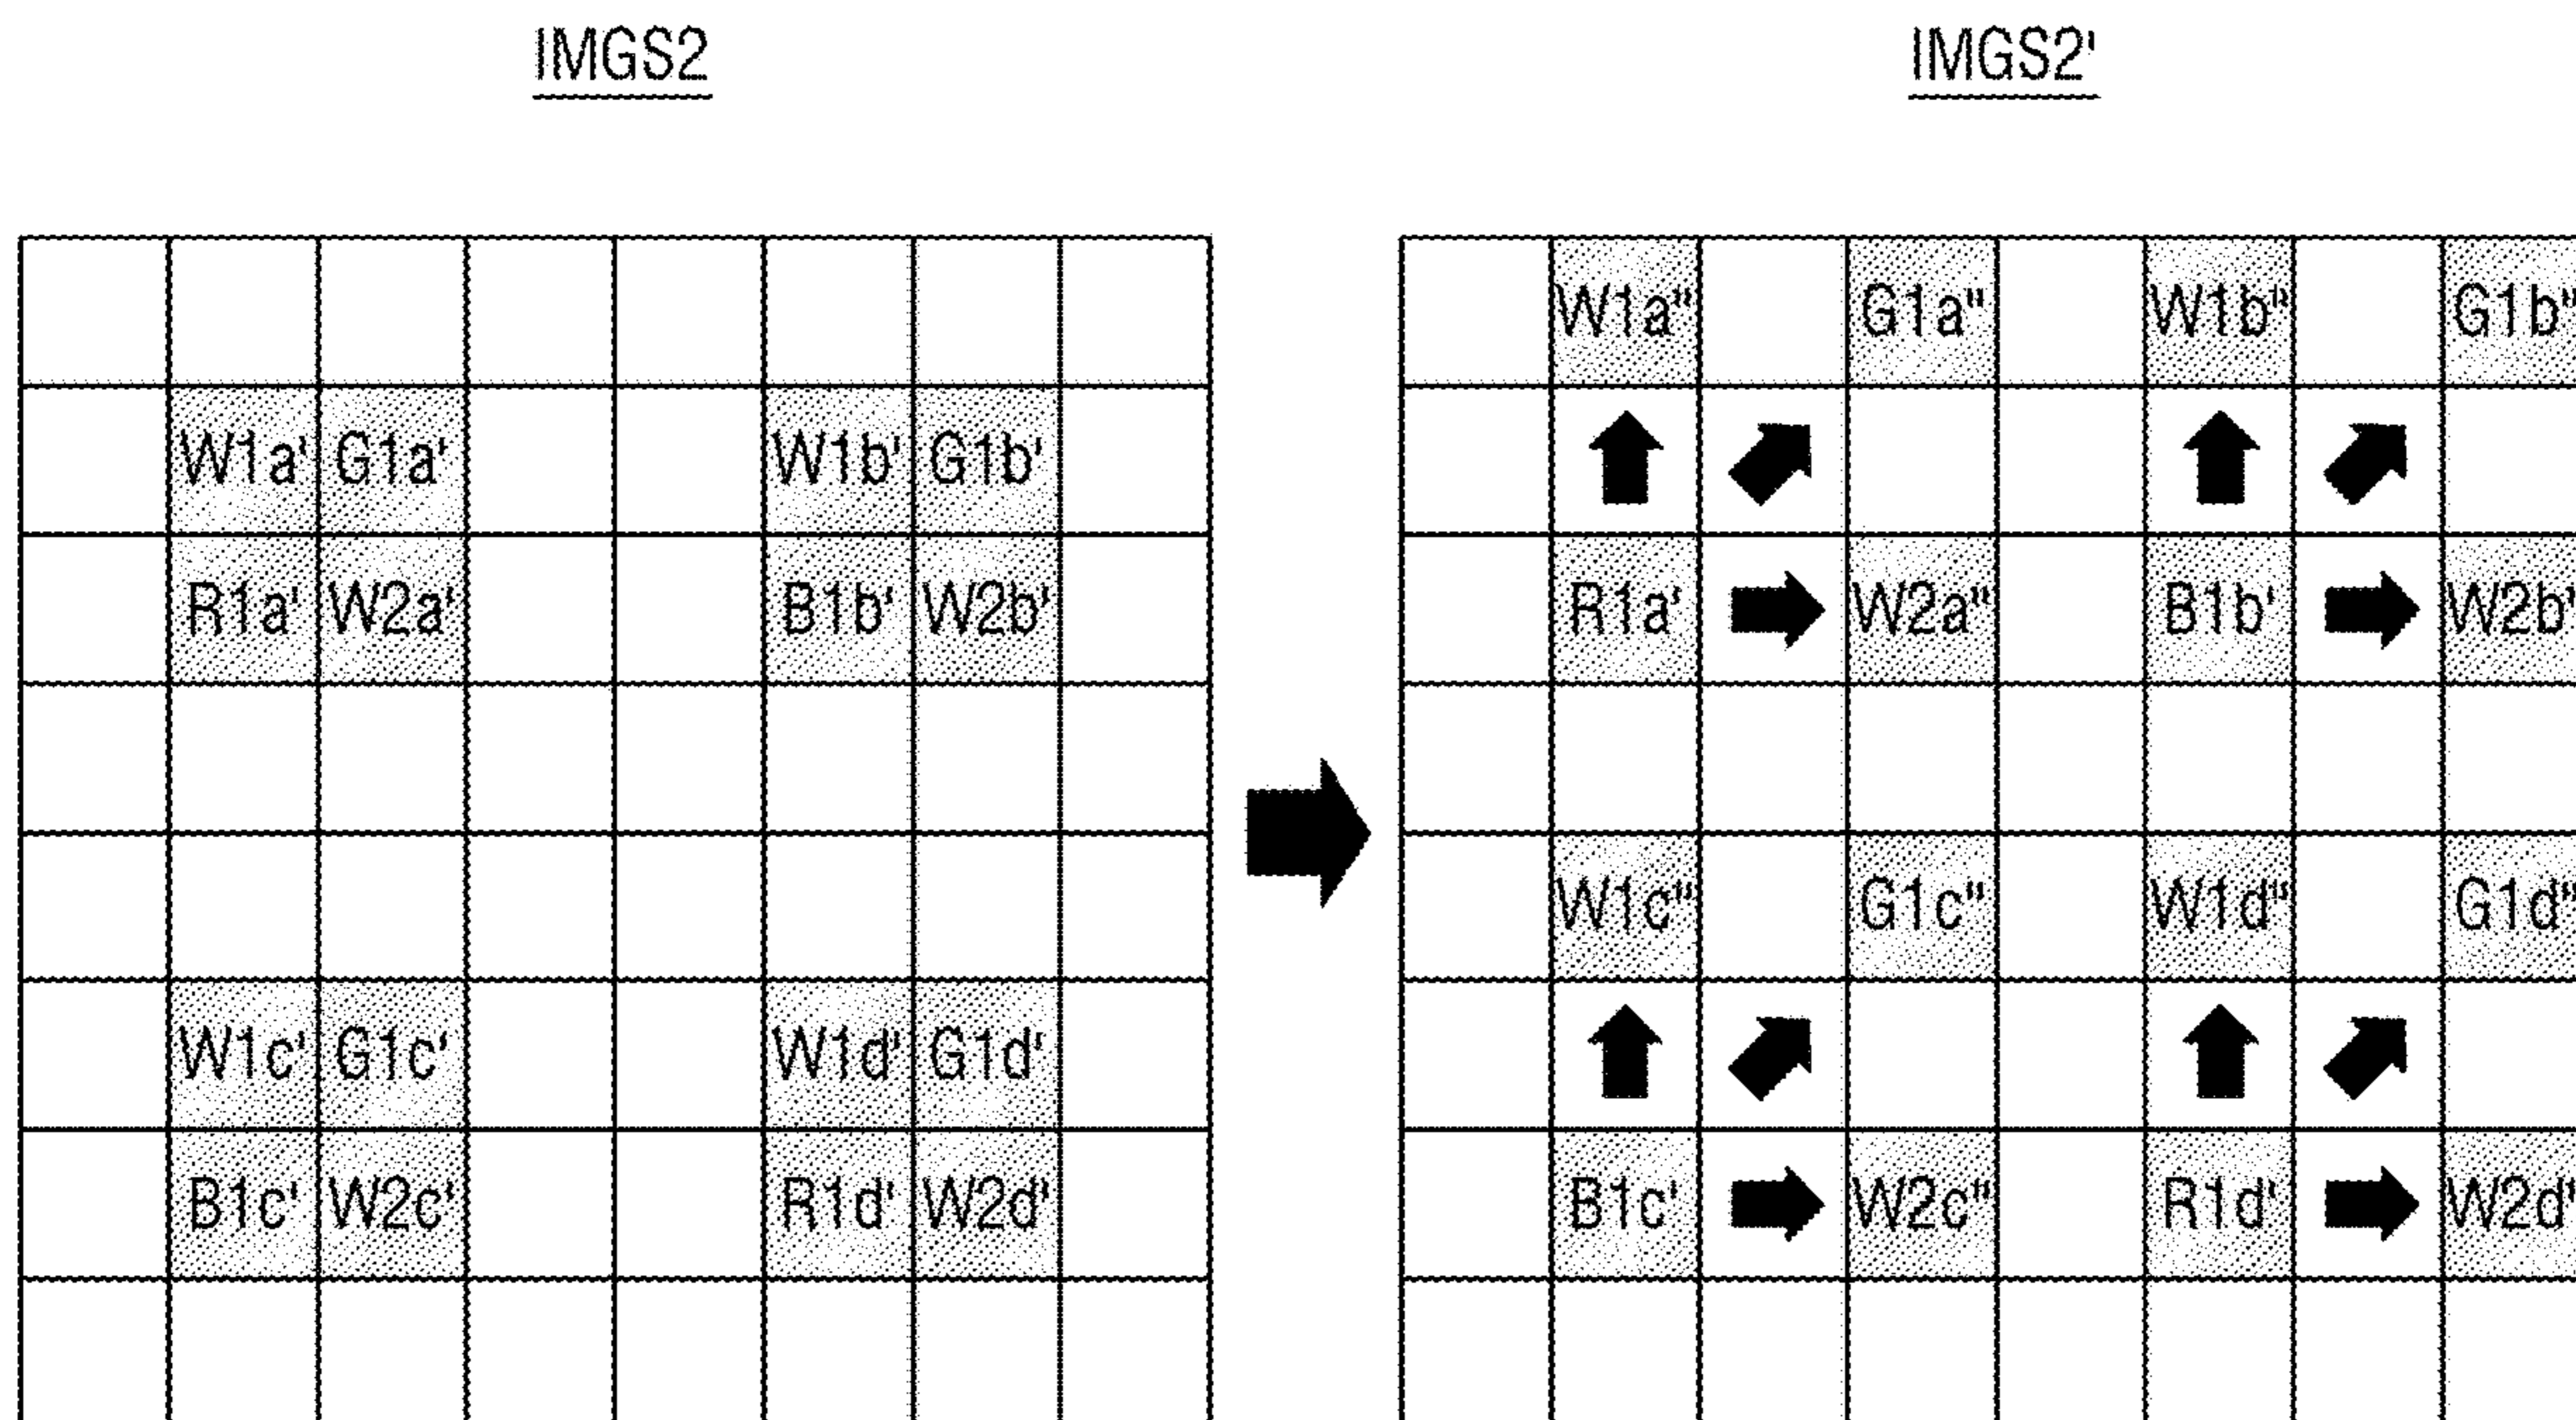 IMGS2 IMGS2'
W1a" G1a" W1b" G1b"
W1a' G1a' W1b' G1b'
R1a' W2a' B1b' W2b' R1a' W2a" B1b' W2b'
W1c" G1c" W1d" G1d"
W1c' G1c' W1d' G1d'
B1c' W2c' R1d' W2d' B1c' W2c" R1d' W2d'